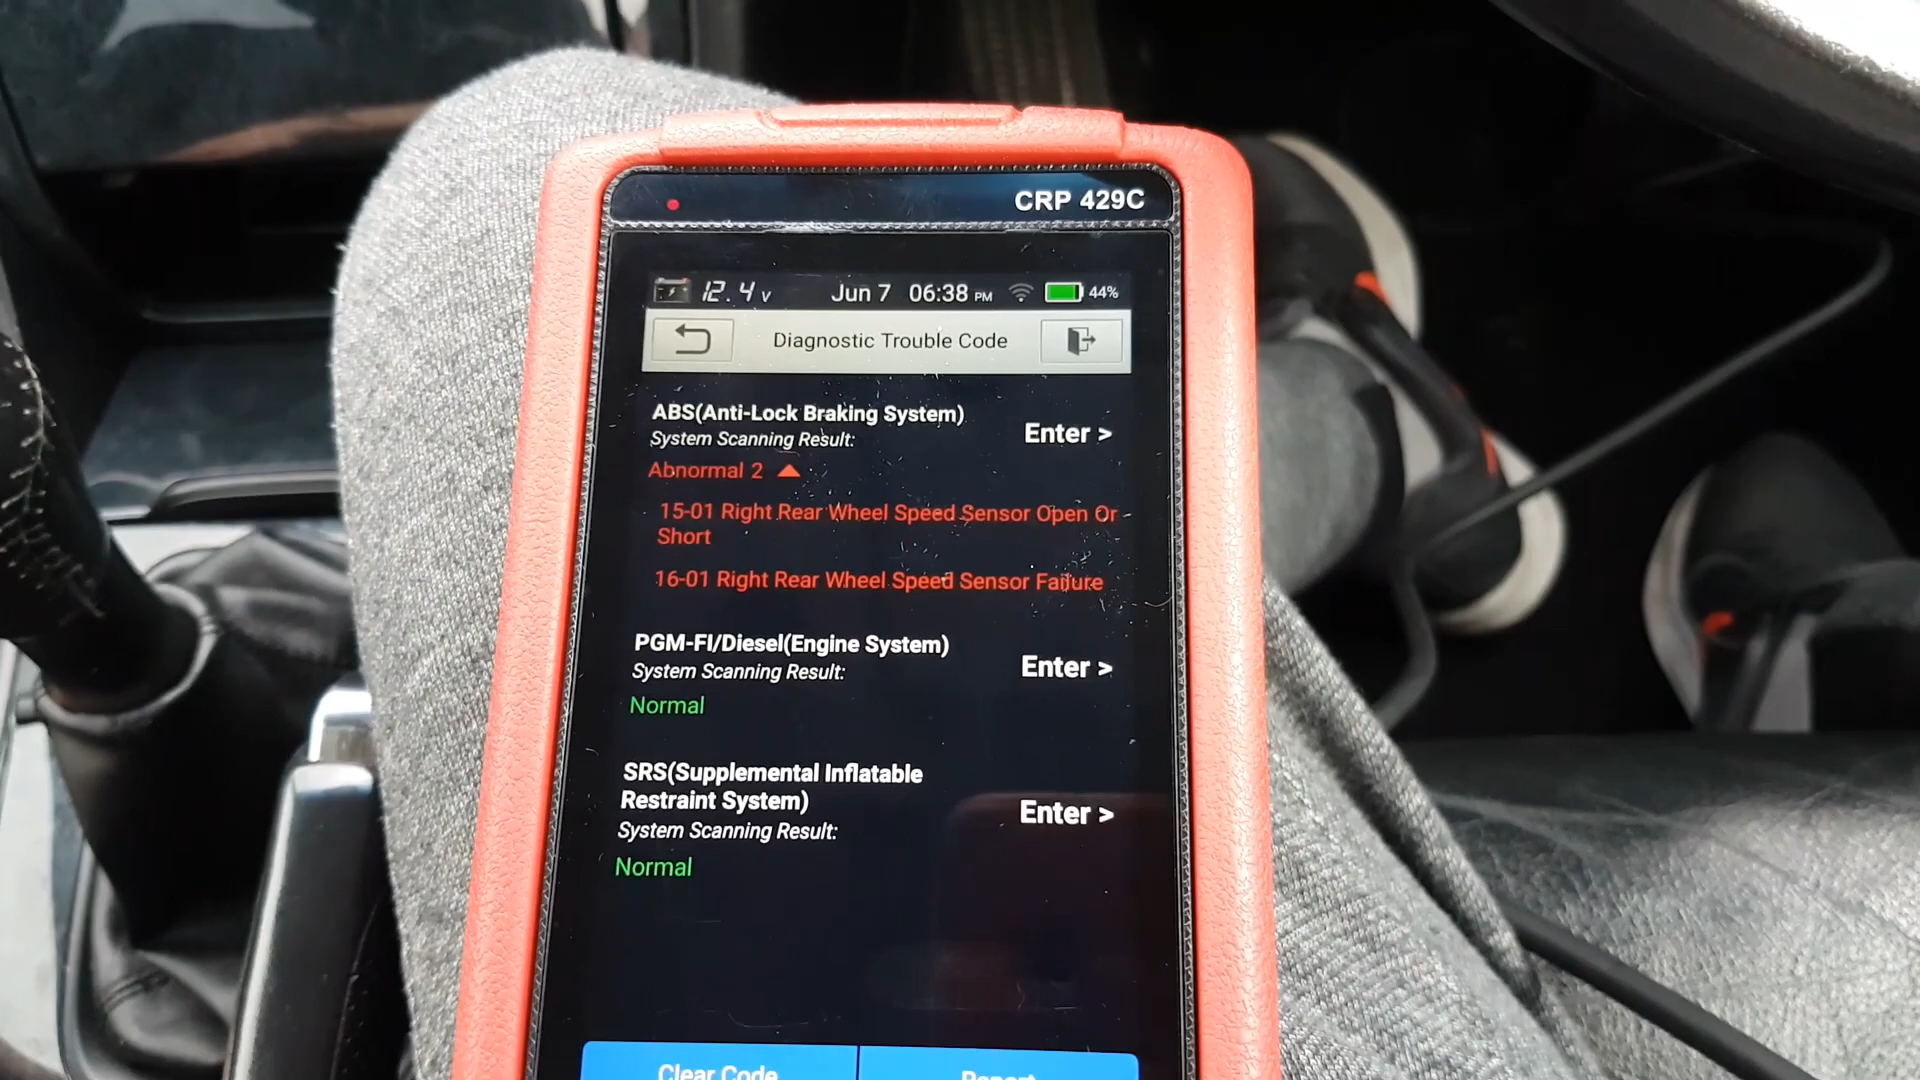 CRP 429C
12.4 v Jun 7 06:38 PM 44%
Diagnostic Trouble Code
ABS(Anti-Lock Braking System)
System Scanning Result:
Enter >
Abnormal 2
15-01 Right Rear Wheel Speed Sensor Open Or
Short
16-01 Right Rear Wheel Speed Sensor Failure
PGM-FI/Diesel(Engine System)
System Scanning Result:
Enter >
Normal
SRS(Supplemental Inflatable
Restraint System)
System Scanning Result:
Enter >
Normal
Clear Code
Report